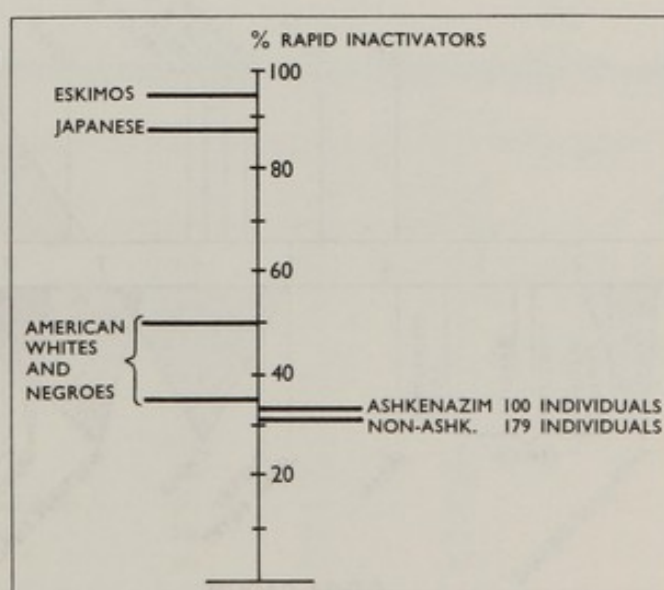 % RAPID INACTIVATORS
100
ESKIMOS
JAPANESE
80
60
AMERICAN
WHITES
AND
NEGROES
40
ASHKENAZIM 100 INDIVIDUALS
NON-ASHK. 179 INDIVIDUALS
20